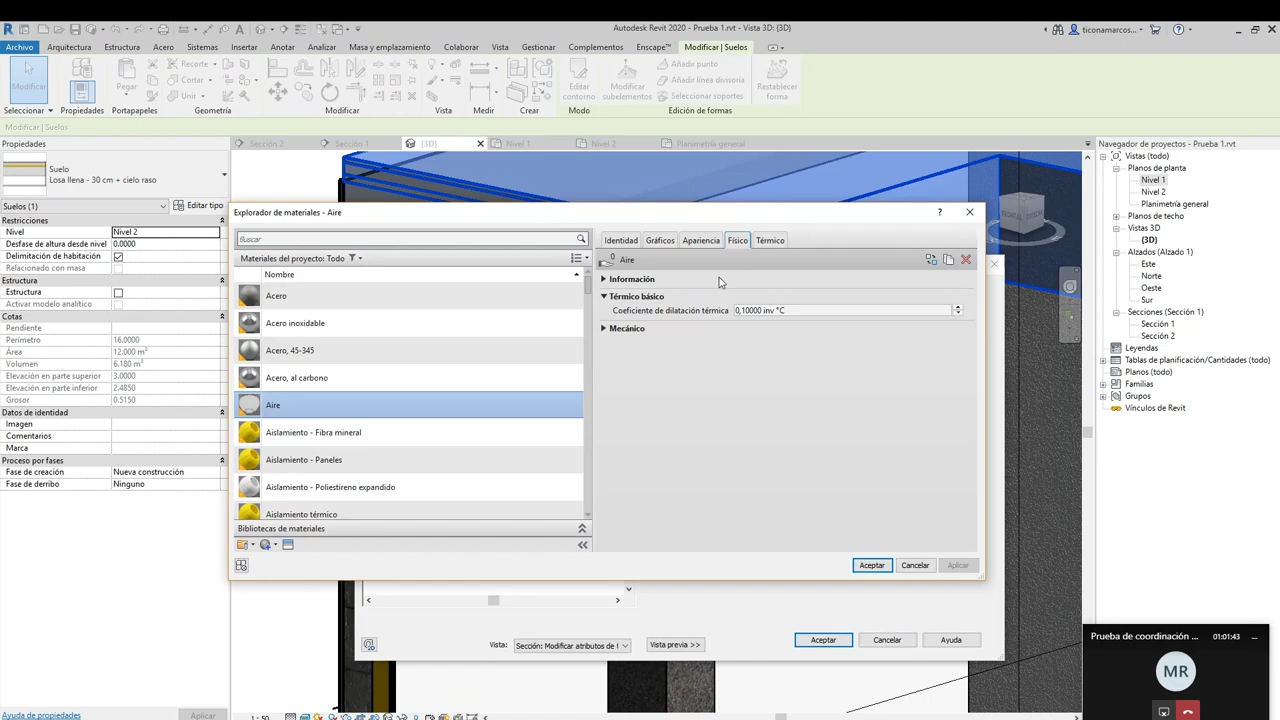 Autodesk Revit 2020 - Prueba 1.rvt - Vista 3D: {3D}
ticonamarcos...
Archivo Arquitectura Estructura Acero Sistemas Insertar Anotar Analizar Masa y emplazamiento Colaborar Vista Gestionar Complementos Enscape™ Modificar | Suelos
Modificar
Propiedades
Pegar
Recorte
Cortar
Unir
Editar contorno
Modificar subelementos
Añadir punto
Añadir línea divisoria
Seleccionar soportes
Restablecer forma
Seleccionar Propiedades Portapapeles Geometría Modificar Vista Medir Crear Modo Edición de formas
Modificar | Suelos
Propiedades
Sección 2 Sección 1 {3D} Nivel 1 Nivel 2 Planimetría general
Suelo
Losa llena - 30 cm + cielo raso
Suelos (1) Editar tipo
Restricciones
Nivel Nivel 2
Desfase de altura desde nivel 0.0000
Delimitación de habitación
Relacionado con masa
Estructura
Estructura
Activar modelo analítico
Cotas
Pendiente
Perímetro 16.0000
Área 12.000 m²
Volumen 6.180 m³
Elevación en parte superior 3.0000
Elevación en parte inferior 2.4850
Grosor 0.5150
Datos de identidad
Imagen
Comentarios
Marca
Proceso por fases
Fase de creación Nueva construcción
Fase de derribo Ninguno
Ayuda de propiedades Aplicar
Explorador de materiales - Aire
?
Buscar
Materiales del proyecto: Todo
Nombre
Acero
Acero inoxidable
Acero, 45-345
Acero, al carbono
Aire
Aislamiento - Fibra mineral
Aislamiento - Paneles
Aislamiento - Poliestireno expandido
Aislamiento térmico
Bibliotecas de materiales
Identidad Gráficos Apariencia Físico Térmico
0 Aire
Información
Térmico básico
Coeficiente de dilatación térmica 0,10000 inv °C
Mecánico
Aceptar Cancelar Aplicar
Vista: Sección: Modificar atributos de t Vista previa >>
Aceptar Cancelar Ayuda
1:50
Navegador de proyectos - Prueba 1.rvt
Vistas (todo)
Planos de planta
Nivel 1
Nivel 2
Planimetría general
Planos de techo
Vistas 3D
{3D}
Alzados (Alzado 1)
Este
Norte
Oeste
Sur
Secciones (Sección 1)
Sección 1
Sección 2
Leyendas
Tablas de planificación/Cantidades (todo)
Planos (todo)
Familias
Grupos
Vínculos de Revit
Prueba de coordinación ... 01:01:43
MR